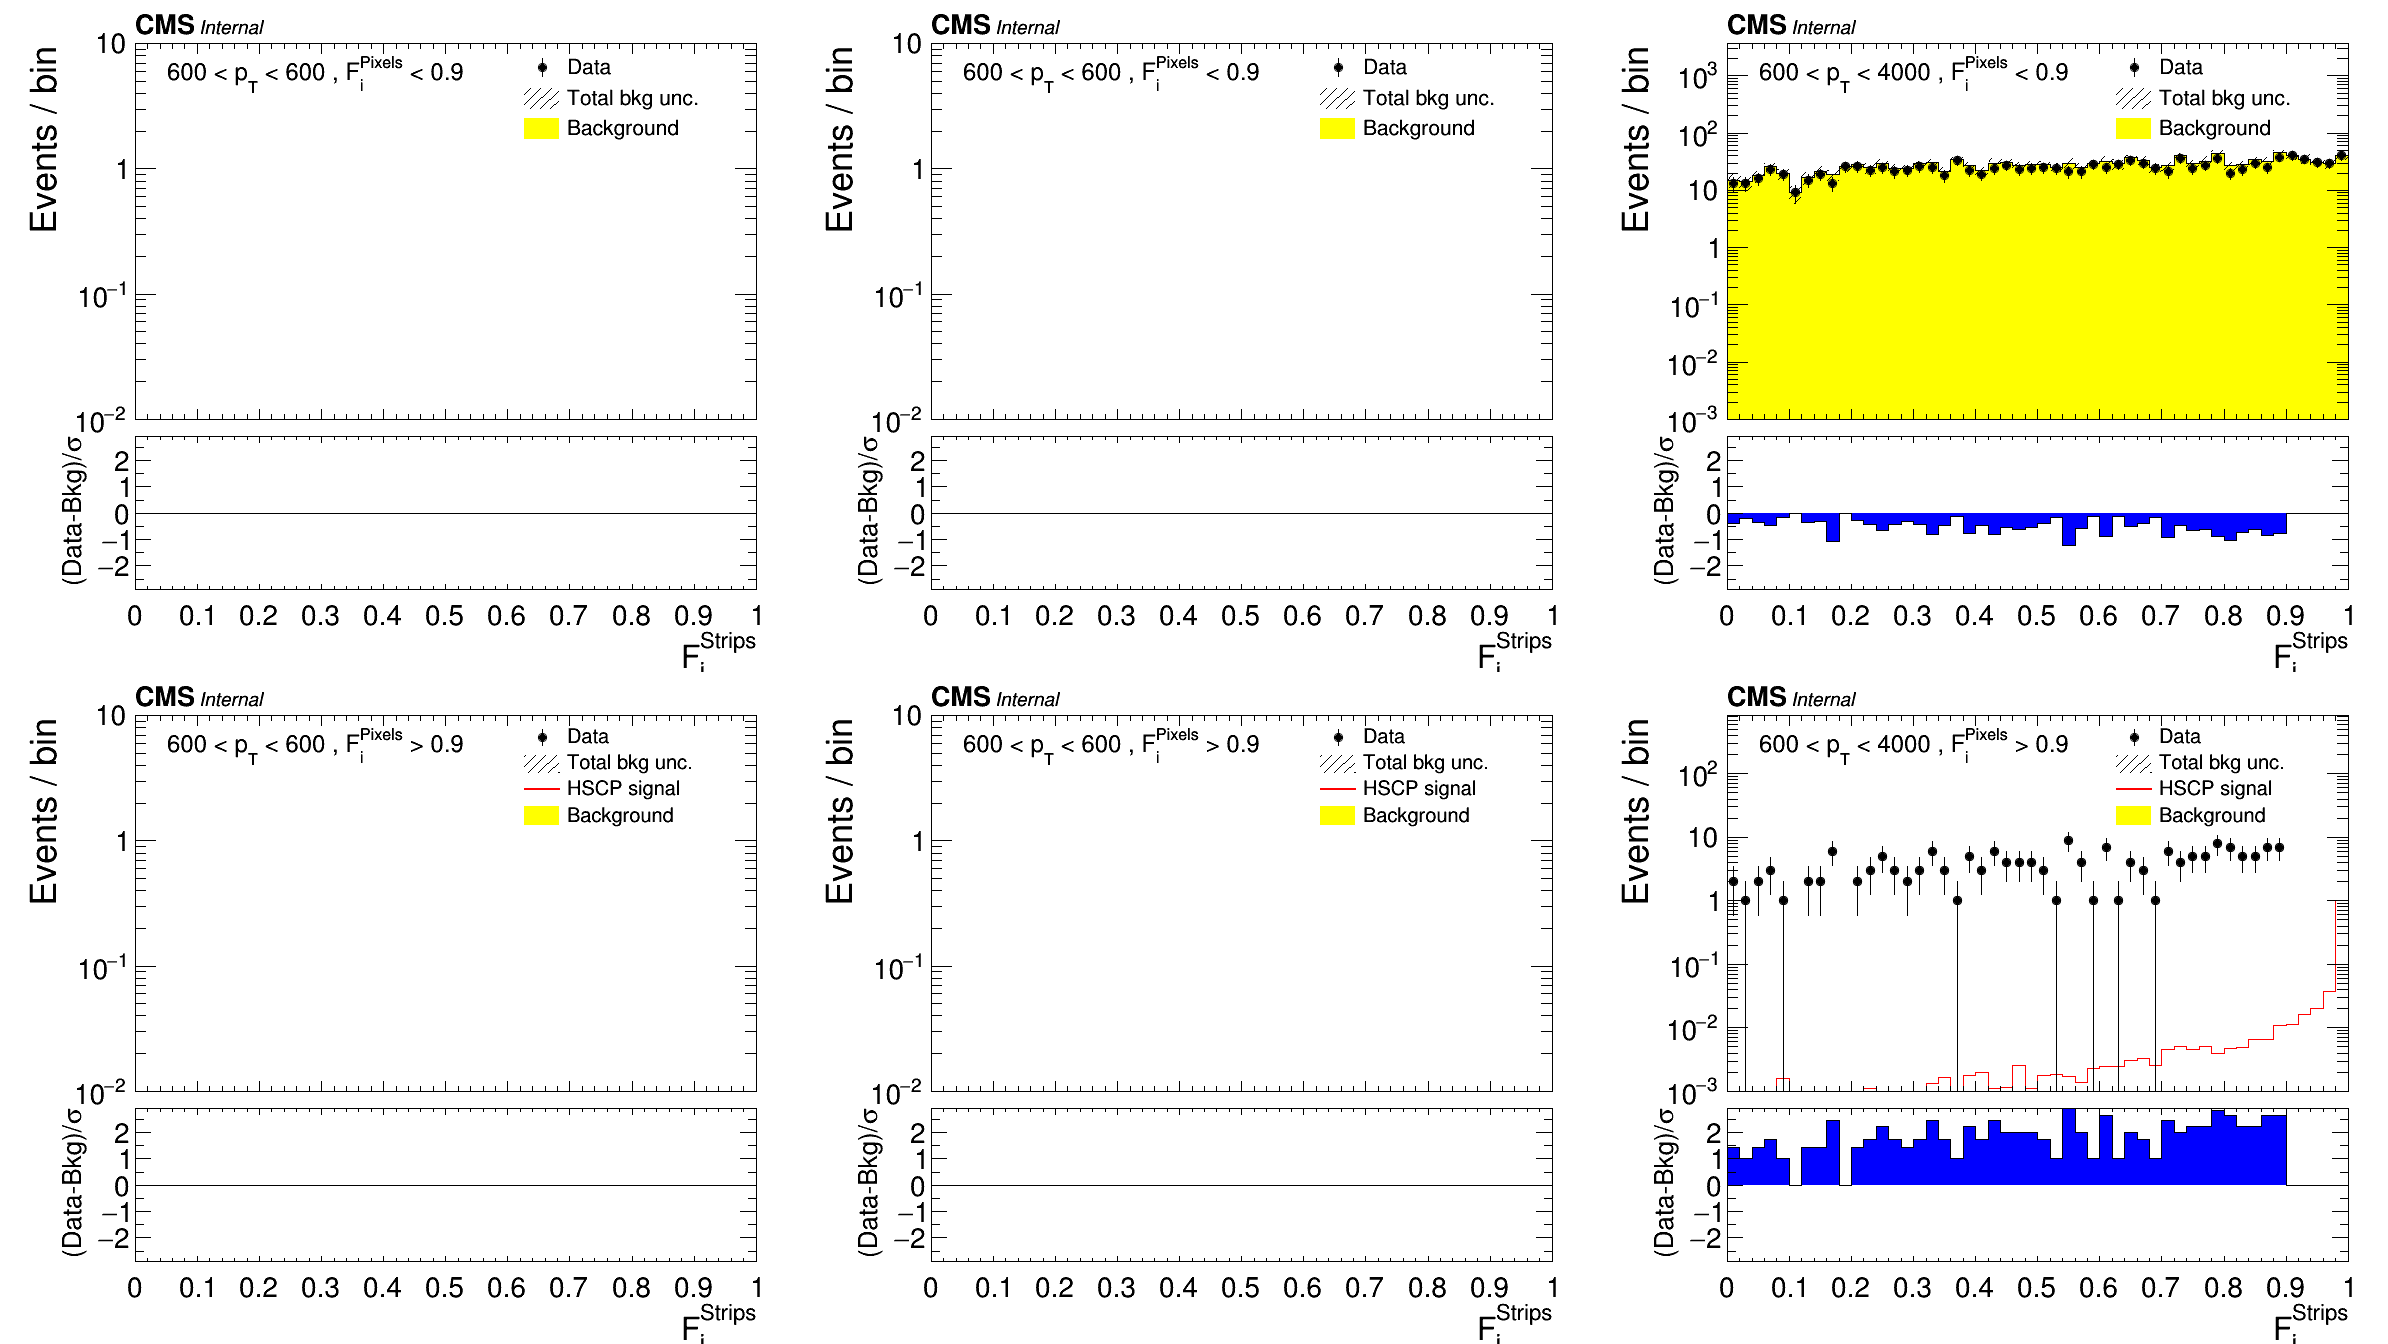 CMS Internal
Events / bin
600 < p_T < 600 , F_i^Pixels < 0.9
Data
Total bkg unc.
Background
10
1
10⁻¹
10⁻²
(Data-Bkg)/σ
2
1
0
−1
−2
0 0.1 0.2 0.3 0.4 0.5 0.6 0.7 0.8 0.9 1
F_i^Strips
CMS Internal
Events / bin
600 < p_T < 600 , F_i^Pixels < 0.9
Data
Total bkg unc.
Background
10
1
10⁻¹
10⁻²
(Data-Bkg)/σ
2
1
0
−1
−2
0 0.1 0.2 0.3 0.4 0.5 0.6 0.7 0.8 0.9 1
F_i^Strips
CMS Internal
Events / bin
600 < p_T < 4000 , F_i^Pixels < 0.9
Data
Total bkg unc.
Background
10³
10²
10
1
10⁻¹
10⁻²
10⁻³
(Data-Bkg)/σ
2
1
0
−1
−2
0 0.1 0.2 0.3 0.4 0.5 0.6 0.7 0.8 0.9 1
F_i^Strips
CMS Internal
Events / bin
600 < p_T < 600 , F_i^Pixels > 0.9
Data
Total bkg unc.
HSCP signal
Background
10
1
10⁻¹
10⁻²
(Data-Bkg)/σ
2
1
0
−1
−2
0 0.1 0.2 0.3 0.4 0.5 0.6 0.7 0.8 0.9 1
F_i^Strips
CMS Internal
Events / bin
600 < p_T < 600 , F_i^Pixels > 0.9
Data
Total bkg unc.
HSCP signal
Background
10
1
10⁻¹
10⁻²
(Data-Bkg)/σ
2
1
0
−1
−2
0 0.1 0.2 0.3 0.4 0.5 0.6 0.7 0.8 0.9 1
F_i^Strips
CMS Internal
Events / bin
600 < p_T < 4000 , F_i^Pixels > 0.9
Data
Total bkg unc.
HSCP signal
Background
10²
10
1
10⁻¹
10⁻²
10⁻³
(Data-Bkg)/σ
2
1
0
−1
−2
0 0.1 0.2 0.3 0.4 0.5 0.6 0.7 0.8 0.9 1
F_i^Strips